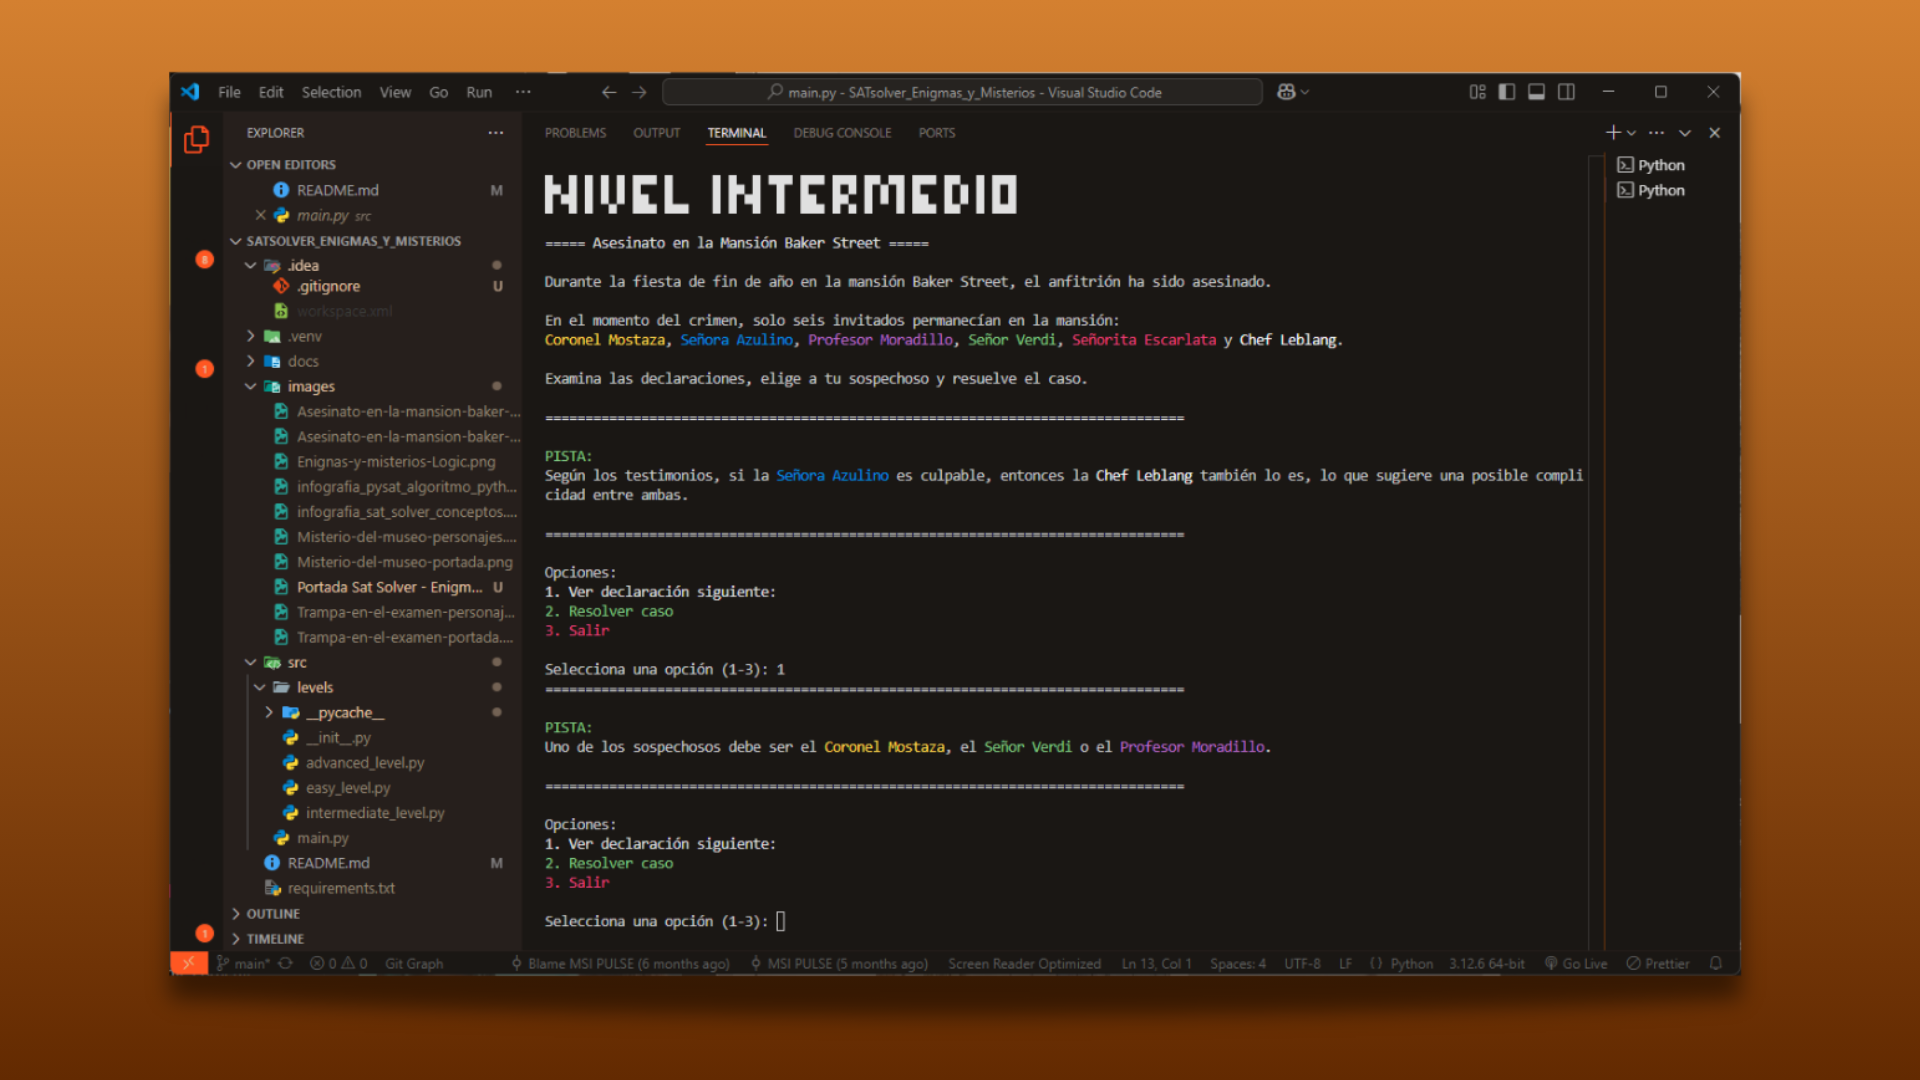 File Edit Selection View Go Run ···
main.py - SATsolver_Enigmas_y_Misterios - Visual Studio Code
EXPLORER ···
OPEN EDITORS
README.md M
main.py src
SATSOLVER_ENIGMAS_Y_MISTERIOS
8
.idea
.gitignore U
workspace.xml
.venv
docs
1
images
Asesinato-en-la-mansion-baker-...
Asesinato-en-la-mansion-baker-...
Enignas-y-misterios-Logic.png
infografia_pysat_algoritmo_pyth...
infografia_sat_solver_conceptos....
Misterio-del-museo-personajes....
Misterio-del-museo-portada.png
Portada Sat Solver - Enigm... U
Trampa-en-el-examen-personaj...
Trampa-en-el-examen-portada....
src
levels
__pycache__
__init__.py
advanced_level.py
easy_level.py
intermediate_level.py
main.py
README.md M
requirements.txt
OUTLINE
1
TIMELINE
PROBLEMS OUTPUT TERMINAL DEBUG CONSOLE PORTS
Python
Python
NIVEL INTERMEDIO
===== Asesinato en la Mansión Baker Street =====
Durante la fiesta de fin de año en la mansión Baker Street, el anfitrión ha sido asesinado.
En el momento del crimen, solo seis invitados permanecían en la mansión:
Coronel Mostaza, Señora Azulino, Profesor Moradillo, Señor Verdi, Señorita Escarlata y Chef Leblang.
Examina las declaraciones, elige a tu sospechoso y resuelve el caso.
================================================================================
PISTA:
Según los testimonios, si la Señora Azulino es culpable, entonces la Chef Leblang también lo es, lo que sugiere una posible compli
cidad entre ambas.
================================================================================
Opciones:
1. Ver declaración siguiente:
2. Resolver caso
3. Salir
Selecciona una opción (1-3): 1
================================================================================
PISTA:
Uno de los sospechosos debe ser el Coronel Mostaza, el Señor Verdi o el Profesor Moradillo.
================================================================================
Opciones:
1. Ver declaración siguiente:
2. Resolver caso
3. Salir
Selecciona una opción (1-3):
main* 0 0 Git Graph Blame MSI PULSE (6 months ago) MSI PULSE (5 months ago) Screen Reader Optimized Ln 13, Col 1 Spaces: 4 UTF-8 LF Python 3.12.6 64-bit Go Live Prettier